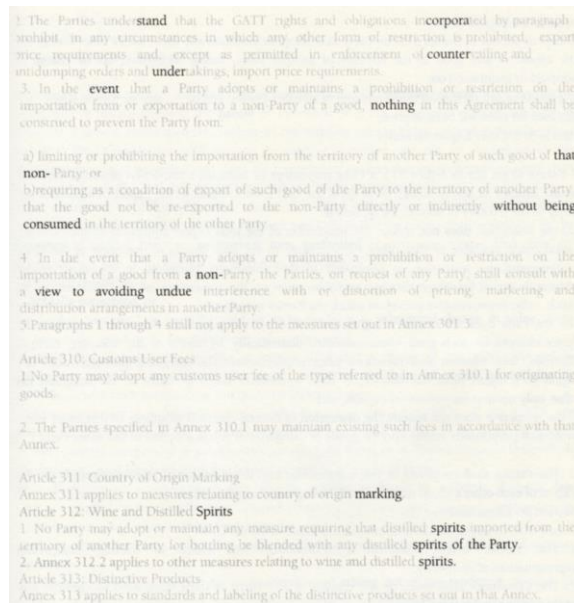 2. The Parties understand that the GATT rights and obligations incorporated by paragraph
prohibit, in any circumstances in which any other form of restriction is prohibited, export
price requirements and, except as permitted in enforcement of countervailing and
antidumping orders and undertakings, import price requirements.
3. In the event that a Party adopts or maintains a prohibition or restriction on the
importation from or exportation to a non-Party of a good, nothing in this Agreement shall be
construed to prevent the Party from:
a) limiting or prohibiting the importation from the territory of another Party of such good of that
non- Party; or
b)requiring as a condition of export of such good of the Party to the territory of another Party,
that the good not be re-exported to the non-Party, directly or indirectly, without being
consumed in the territory of the other Party.
4. In the event that a Party adopts or maintains a prohibition or restriction on the
importation of a good from a non-Party, the Parties, on request of any Party, shall consult with
a view to avoiding undue interference with or distortion of pricing, marketing and
distribution arrangements in another Party.
5.Paragraphs 1 through 4 shall not apply to the measures set out in Annex 301.3.
Article 310: Customs User Fees
1.No Party may adopt any customs user fee of the type referred to in Annex 310.1 for originating
goods.
2. The Parties specified in Annex 310.1 may maintain existing such fees in accordance with that
Annex.
Article 311: Country of Origin Marking
Annex 311 applies to measures relating to country of origin marking.
Article 312: Wine and Distilled Spirits
1. No Party may adopt or maintain any measure requiring that distilled spirits imported from the
territory of another Party for bottling be blended with any distilled spirits of the Party.
2. Annex 312.2 applies to other measures relating to wine and distilled spirits.
Article 313: Distinctive Products
Annex 313 applies to standards and labeling of the distinctive products set out in that Annex.